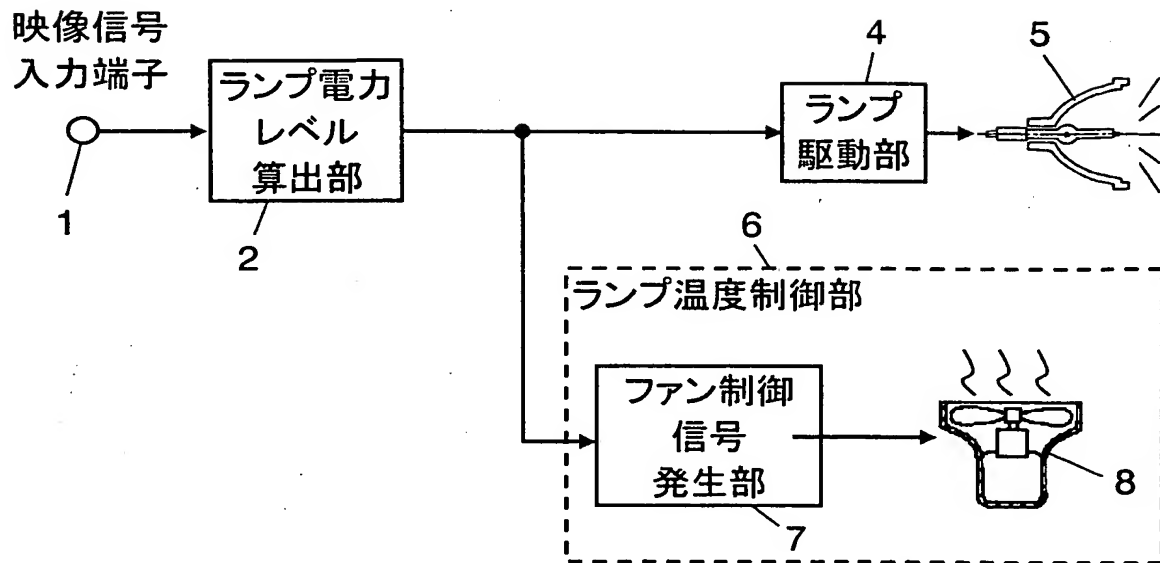 映像信号
入力端子
1
ランプ電力
レベル
算出部
2
4
ランプ
駆動部
5
6
ランプ温度制御部
ファン制御
信号
発生部
7
8